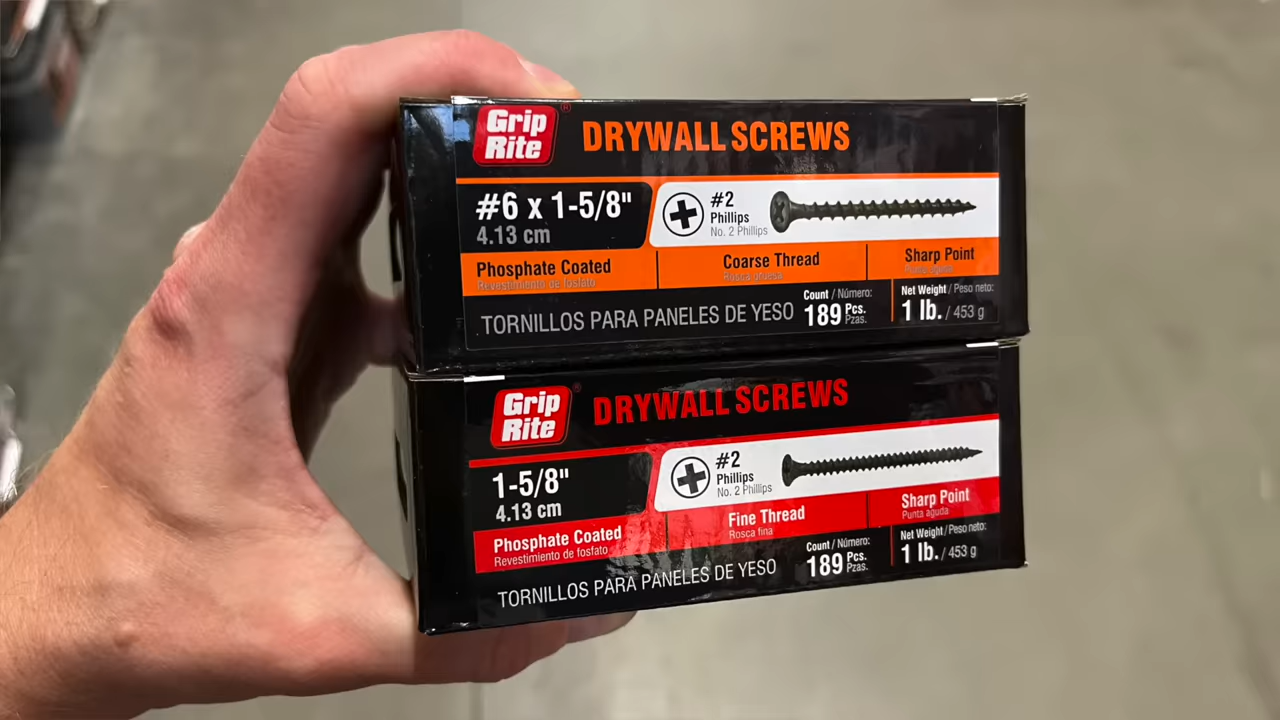 Grip
Rite
®
DRYWALL SCREWS
#6 x 1-5/8"
4.13 cm
#2
Phillips
No. 2 Phillips
Phosphate Coated
Revestimiento de fosfato
Coarse Thread
Rosca gruesa
Sharp Point
Punta aguda
TORNILLOS PARA PANELES DE YESO
Count / Número:
189 Pcs.
Pzas.
Net Weight / Peso neto:
1 lb. / 453 g
Grip
Rite
®
DRYWALL SCREWS
1-5/8"
4.13 cm
#2
Phillips
No. 2 Phillips
Phosphate Coated
Revestimiento de fosfato
Fine Thread
Rosca fina
Sharp Point
Punta aguda
TORNILLOS PARA PANELES DE YESO
Count / Número:
189 Pcs.
Pzas.
Net Weight / Peso neto:
1 lb. / 453 g